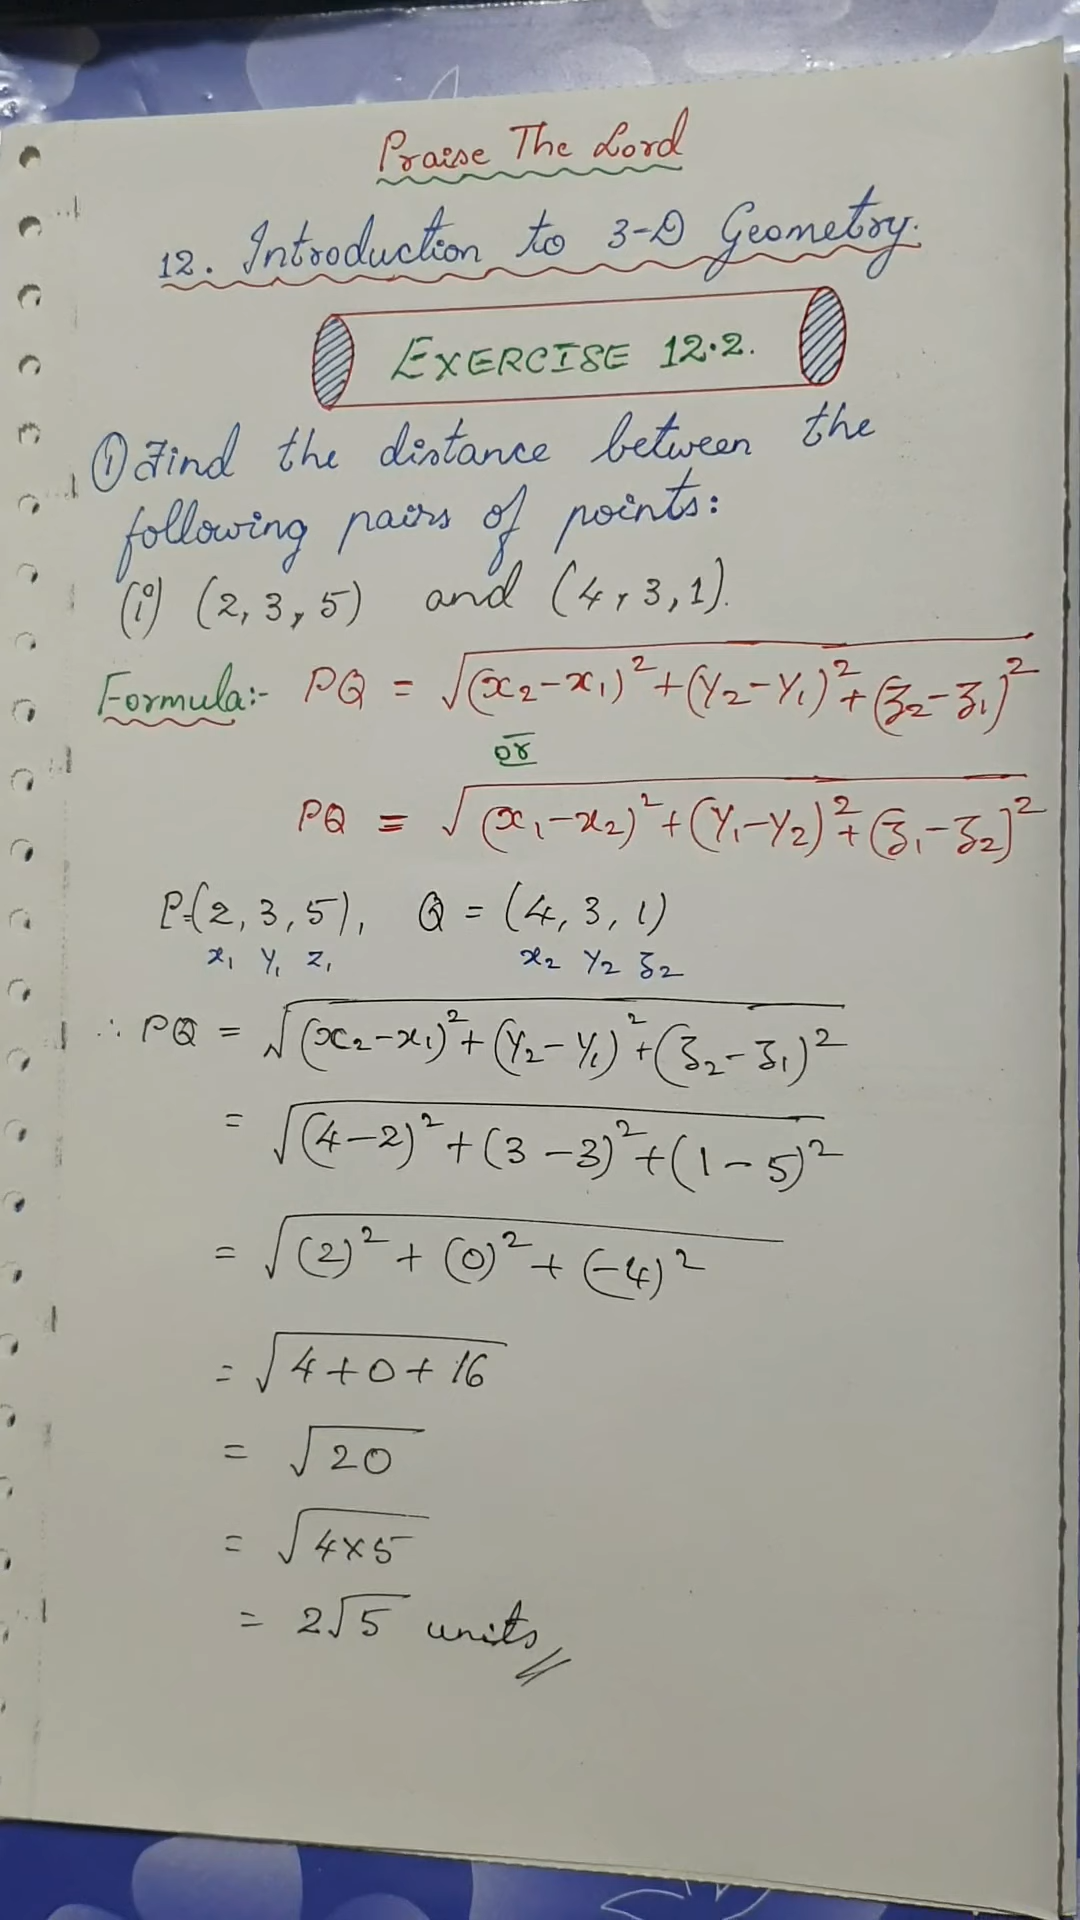 Praise The Lord
12. Introduction to 3-D Geometry.
EXERCISE 12.2.
① Find the distance between the
following pairs of points:
(i) (2, 3, 5) and (4, 3, 1).
Formula:- PQ = √(x₂-x₁)²+(y₂-y₁)²+(z₂-z₁)²
or
PQ = √(x₁-x₂)²+(y₁-y₂)²+(z₁-z₂)²
P=(2, 3, 5), Q = (4, 3, 1)
x₁ y₁ z₁ x₂ y₂ z₂
∴ PQ = √(x₂-x₁)²+(y₂-y₁)²+(z₂-z₁)²
= √(4-2)²+(3-3)²+(1-5)²
= √(2)²+(0)²+(-4)²
= √4+0+16
= √20
= √4×5
= 2√5 units //